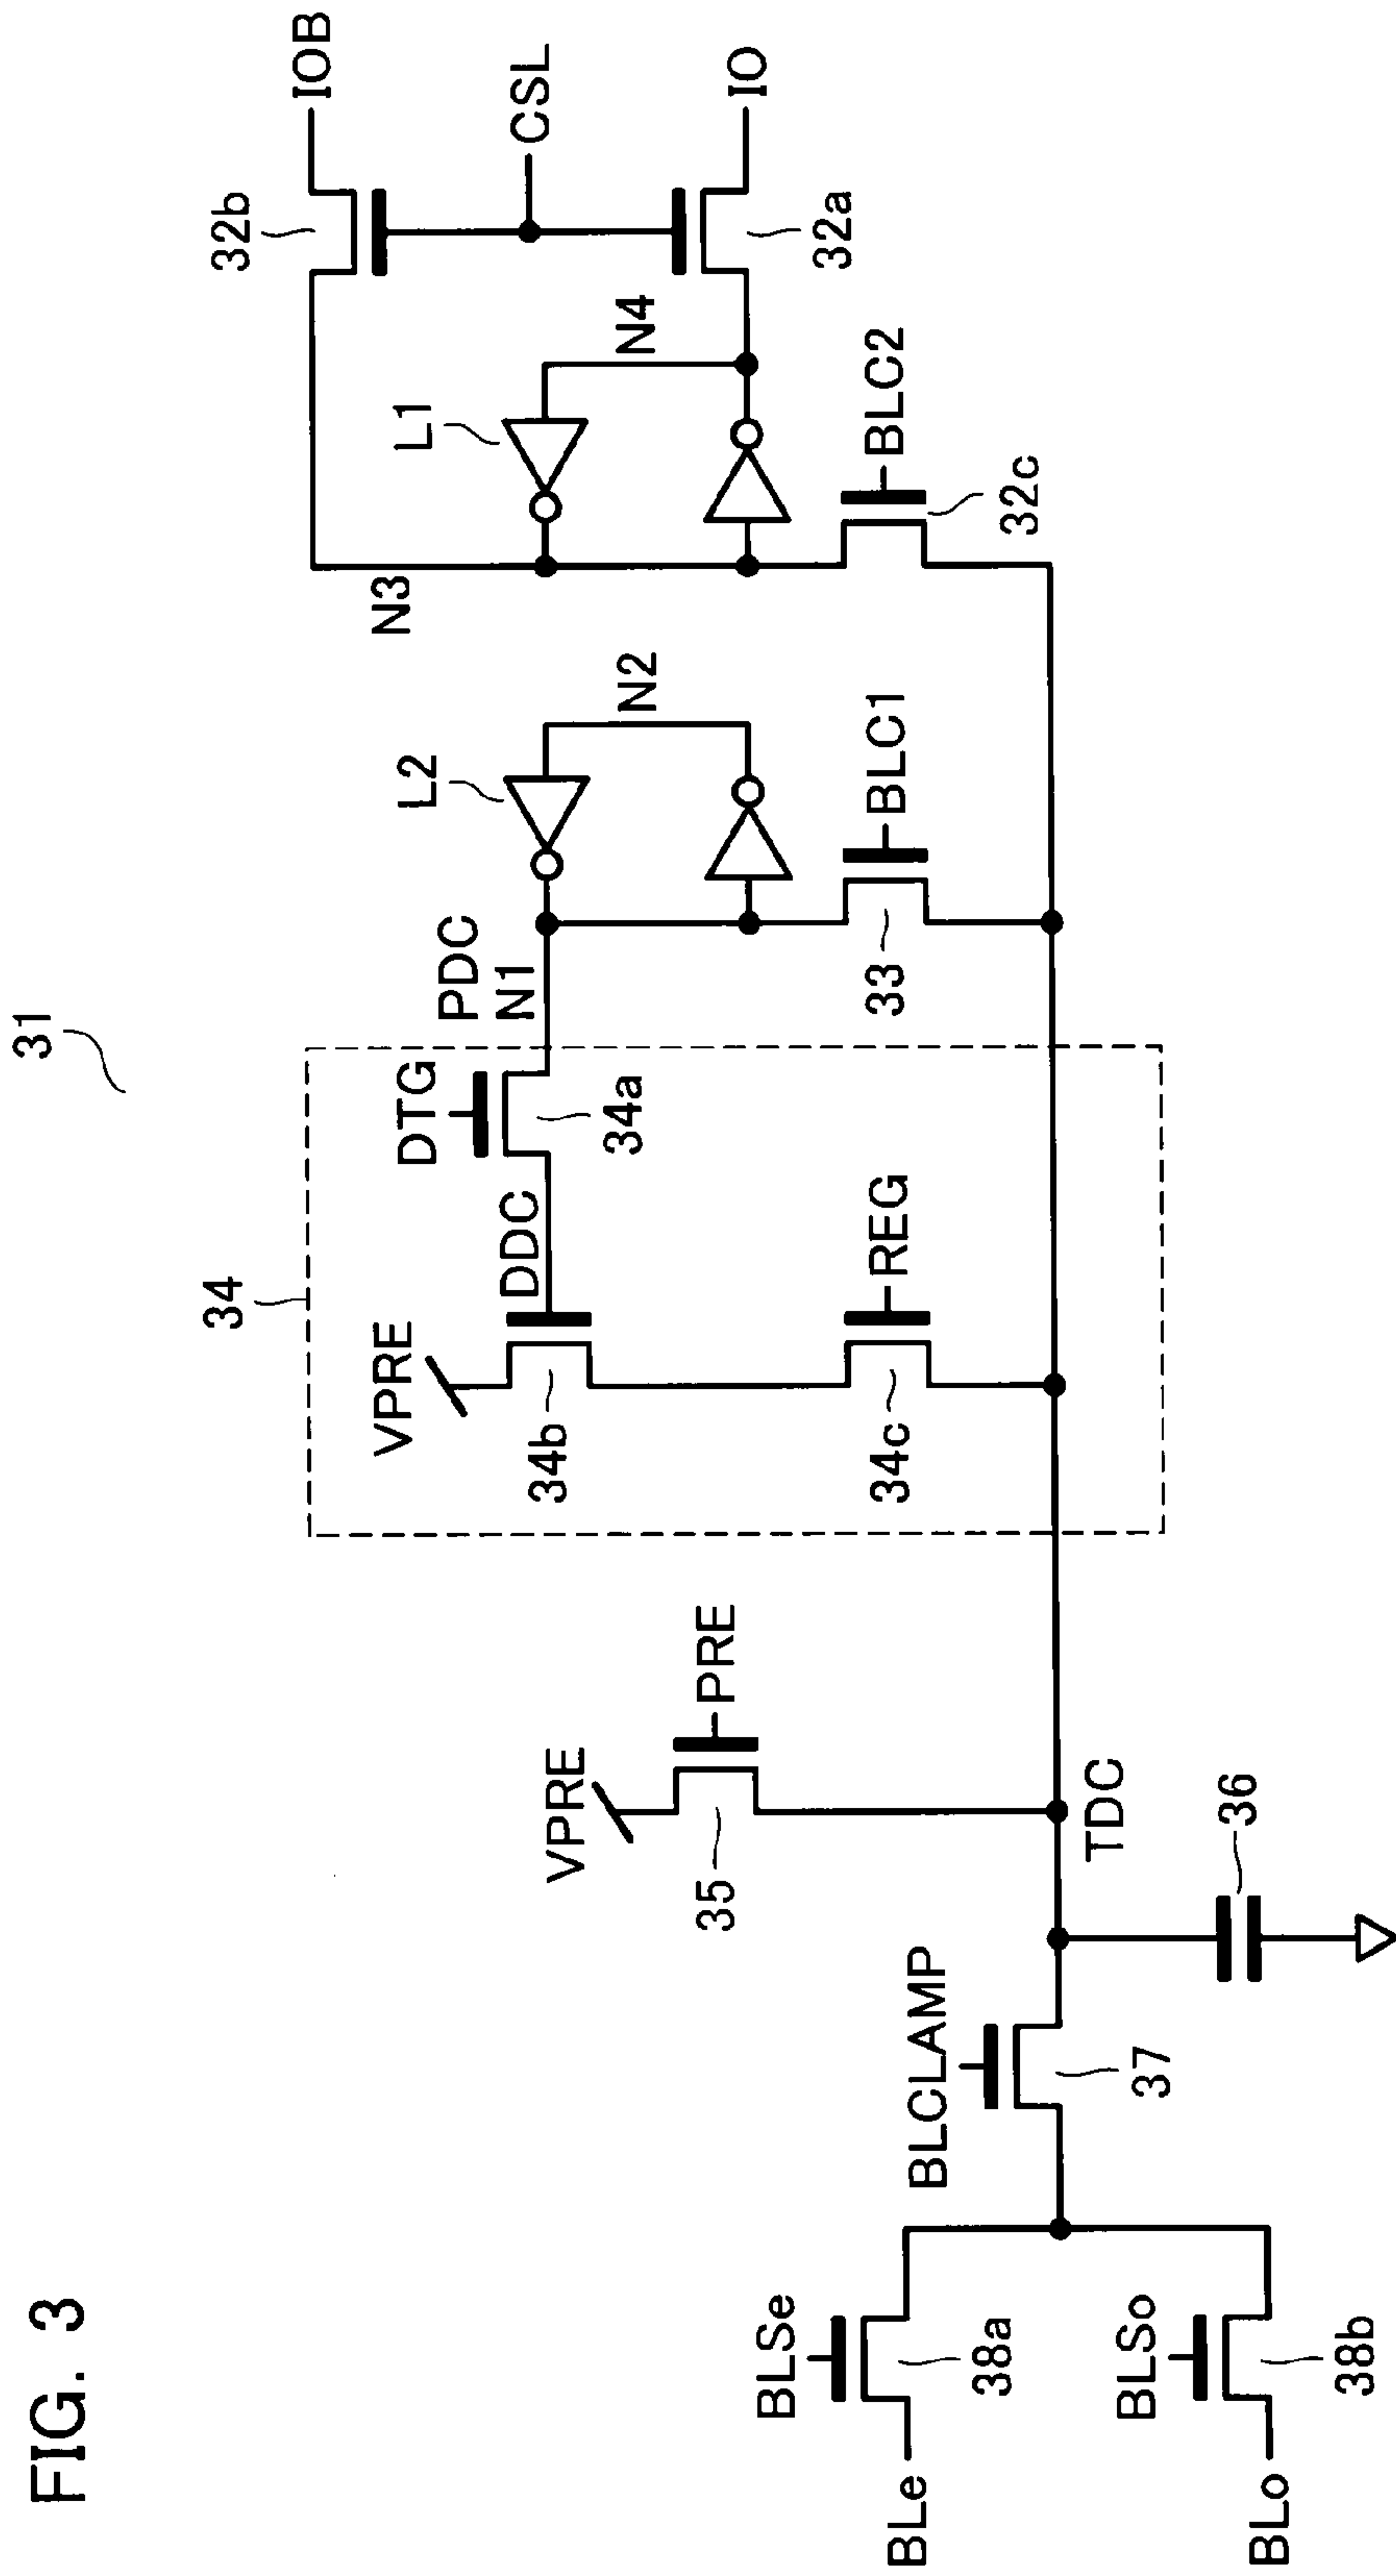 FIG. 3
31
34
VPRE
DTG
PDC
N1
DDC
34a
34b
REG
34c
L2
N2
BLC1
33
N3
L1
N4
BLC2
32c
32b
IOB
CSL
IO
32a
VPRE
PRE
35
TDC
36
BLCLAMP
37
BLSe
38a
BLe
BLSo
38b
BLo